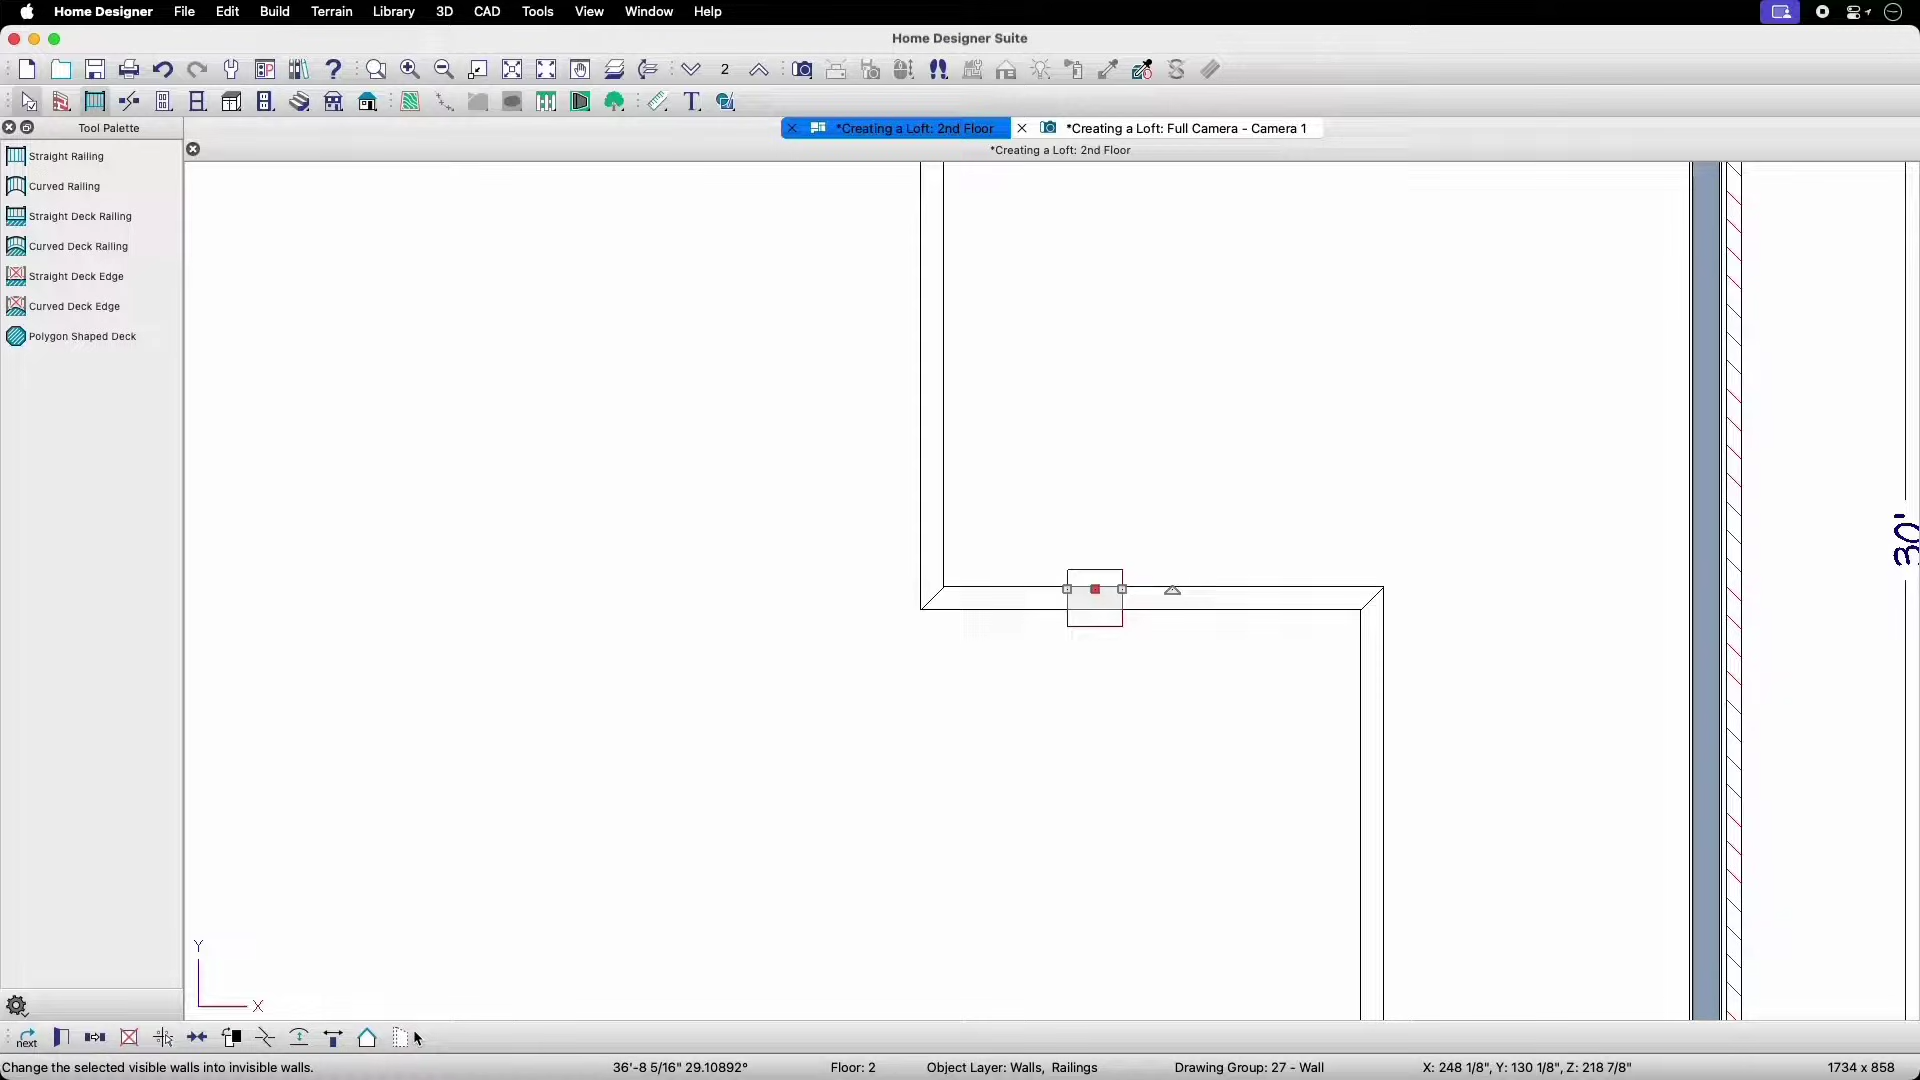 Home Designer File Edit Build Terrain Library 3D CAD Tools View Window Help
Home Designer Suite
2
Tool Palette
*Creating a Loft: 2nd Floor
*Creating a Loft: Full Camera - Camera 1
*Creating a Loft: 2nd Floor
Straight Railing
Curved Railing
Straight Deck Railing
Curved Deck Railing
Straight Deck Edge
Curved Deck Edge
Polygon Shaped Deck
30'
Y
X
next
Change the selected visible walls into invisible walls.
36'-8 5/16" 29.10892°
Floor: 2
Object Layer: Walls, Railings
Drawing Group: 27 - Wall
X: 248 1/8", Y: 130 1/8", Z: 218 7/8"
1734 x 858